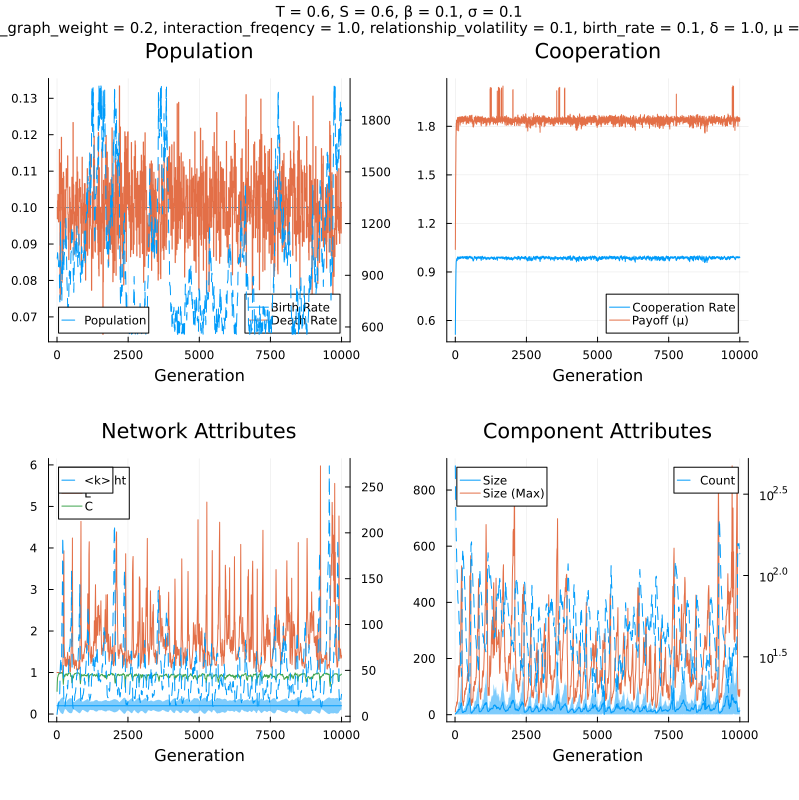 T = 0.6, S = 0.6, β = 0.1, σ = 0.1
_graph_weight = 0.2, interaction_freqency = 1.0, relationship_volatility = 0.1, birth_rate = 0.1, δ = 1.0, μ =
Population
Cooperation
0.13
0.12
0.11
0.10
0.09
0.08
0.07
1800
1500
1200
900
600
Population
Birth Rate
Death Rate
0 2500 5000 7500 10000
Generation
1.8
1.5
1.2
0.9
0.6
Cooperation Rate
Payoff (μ)
0 2500 5000 7500 10000
Generation
Network Attributes
Component Attributes
6
5
4
3
2
1
0
250
200
150
100
50
0
<k> ht
C
0 2500 5000 7500 10000
Generation
800
600
400
200
0
Size
Size (Max)
Count
10^2.5
10^2.0
10^1.5
0 2500 5000 7500 10000
Generation